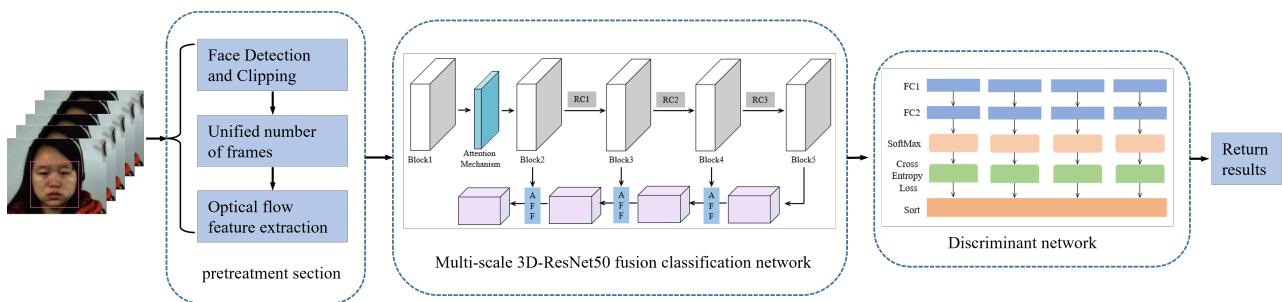 Face Detection
and Clipping
Unified number
of frames
Optical flow
feature extraction
pretreatment section
RC1
RC2
RC3
Block1
Attention
Mechanism
Block2
Block3
Block4
Block5
A
F
F
A
F
F
A
F
F
Multi-scale 3D-ResNet50 fusion classification network
FC1
FC2
SoftMax
Cross
Entropy
Loss
Sort
Discriminant network
Return
results